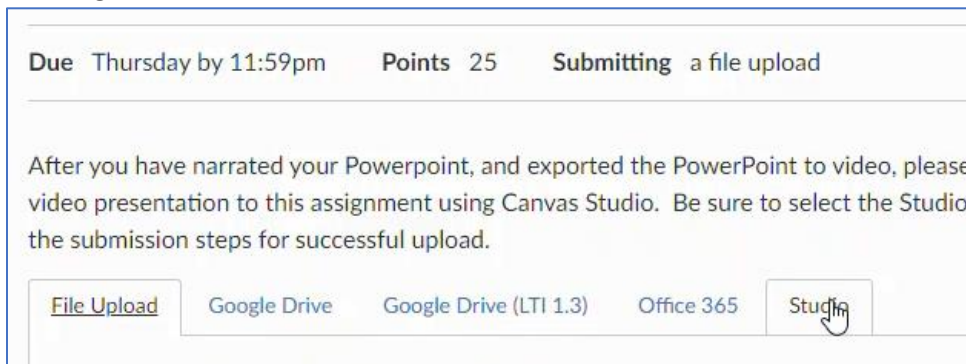 Due Thursday by 11:59pm Points 25 Submitting a file upload
After you have narrated your Powerpoint, and exported the PowerPoint to video, please
video presentation to this assignment using Canvas Studio. Be sure to select the Studio
the submission steps for successful upload.
File Upload Google Drive Google Drive (LTI 1.3) Office 365 Studio